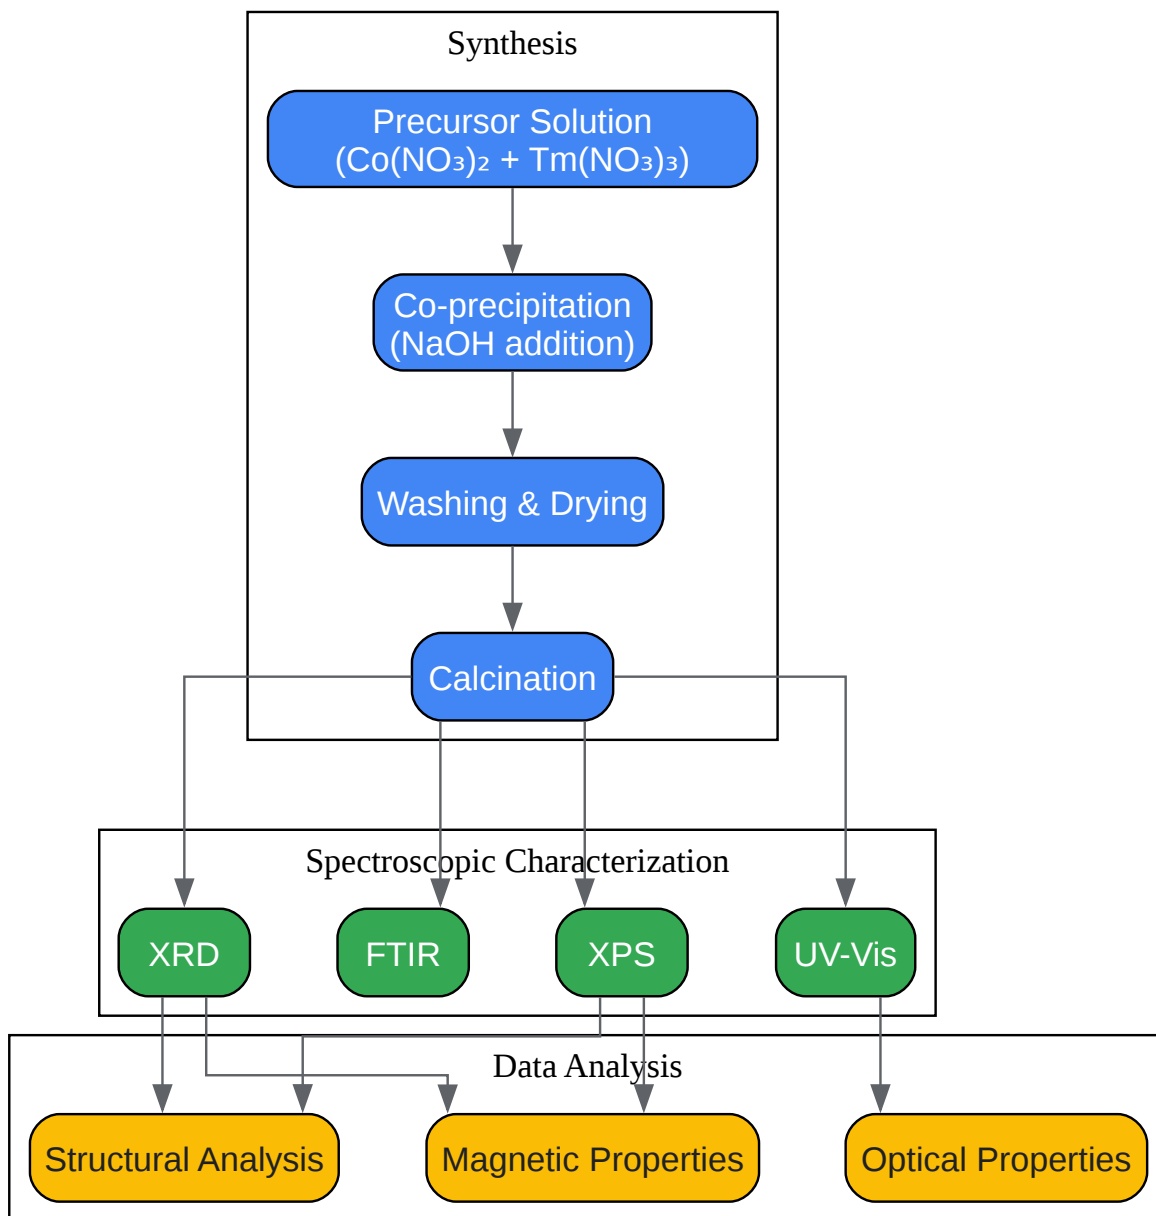 Synthesis
Precursor Solution
(Co(NO₃)₂ + Tm(NO₃)₃)
Co-precipitation
(NaOH addition)
Washing & Drying
Calcination
Spectroscopic Characterization
XRD
FTIR
XPS
UV-Vis
Data Analysis
Structural Analysis
Magnetic Properties
Optical Properties